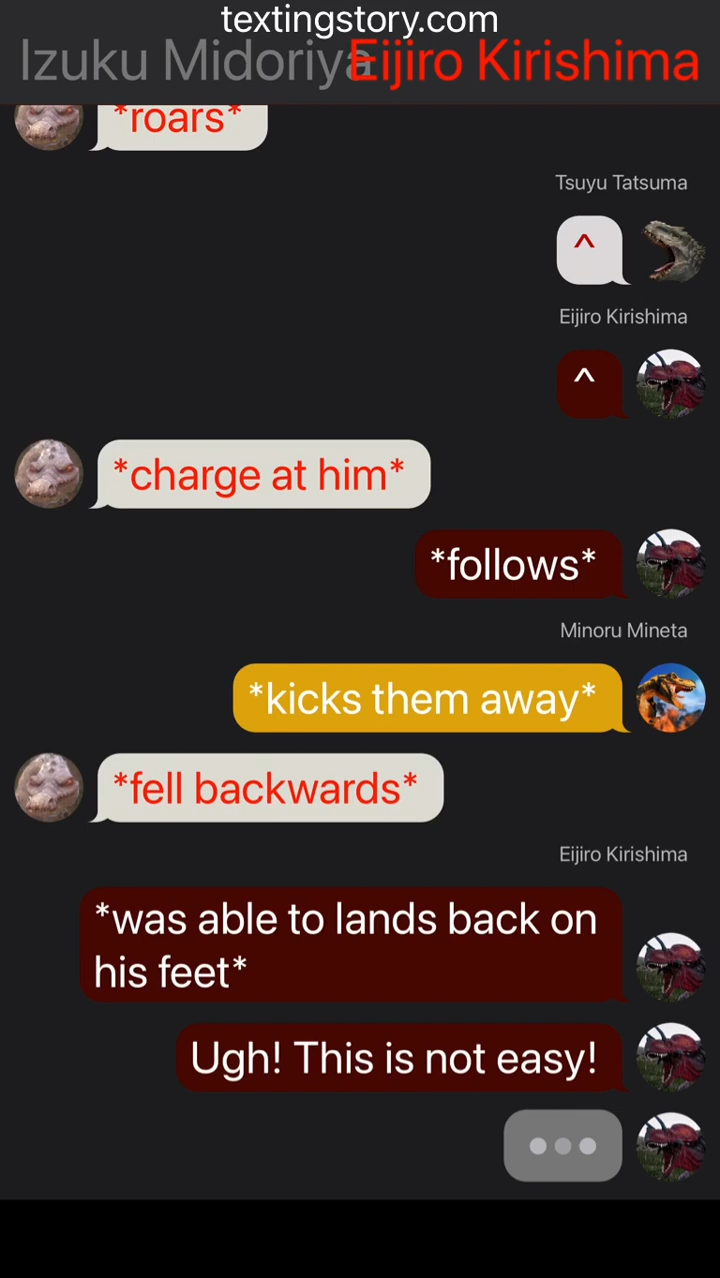 textingstory.com
Izuku Midoriya
Eijiro Kirishima
*roars*
Tsuyu Tatsuma
^
Eijiro Kirishima
^
*charge at him*
*follows*
Minoru Mineta
*kicks them away*
*fell backwards*
Eijiro Kirishima
*was able to lands back on
his feet*
Ugh! This is not easy!